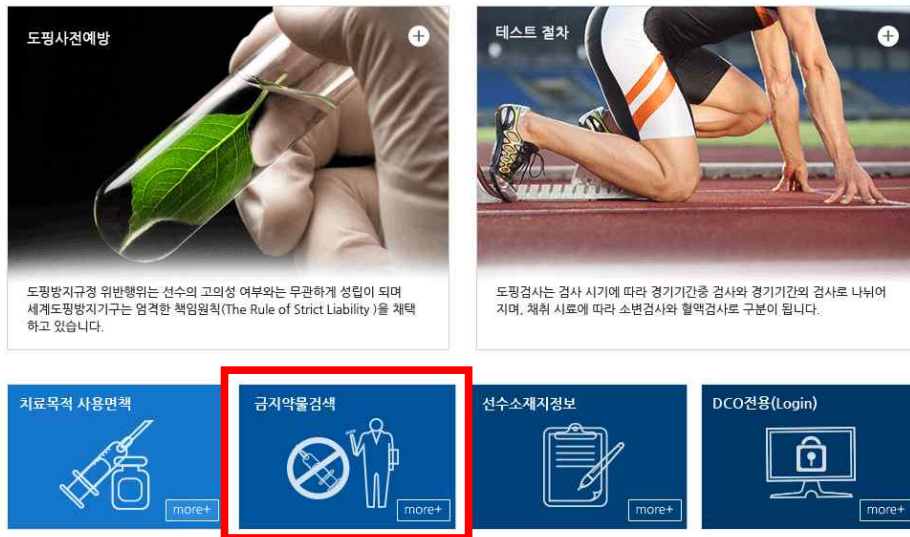 도핑사전예방
도핑방지규정 위반행위는 선수의 고의성 여부와는 무관하게 성립이 되며
세계도핑방지기구는 엄격한 책임원칙(The Rule of Strict Liability )을 채택
하고 있습니다.
테스트 절차
도핑검사는 검사 시기에 따라 경기기간중 검사와 경기기간외 검사로 나뉘어
지며, 채취 시료에 따라 소변검사와 혈액검사로 구분이 됩니다.
치료목적 사용면책
more+
금지약물검색
more+
선수소재지정보
more+
DCO전용(Login)
more+